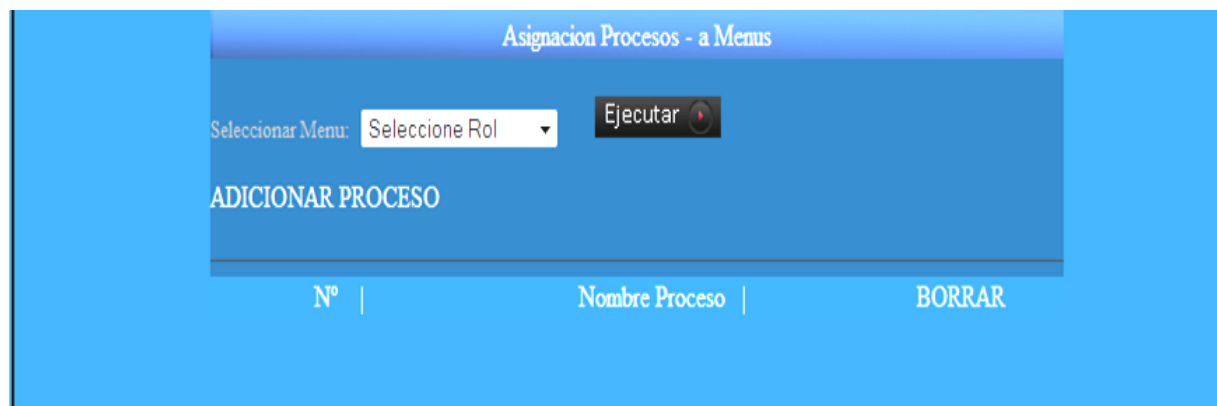 Asignacion Procesos - a Menus
Seleccionar Menu: Seleccione Rol Ejecutar
ADICIONAR PROCESO
Nº | Nombre Proceso | BORRAR